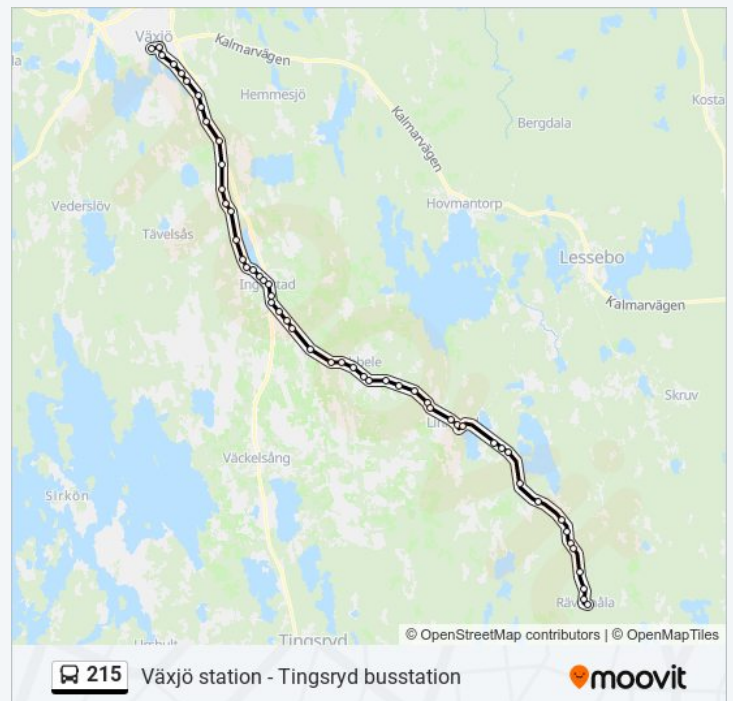 Växjö
Kalmarvägen
Hemmesjö
Kosta
Kalmarvägen
Bergdala
Vederslöv
Hovmantorp
Tävelsås
Lessebo
Kalmarvägen
Skruv
Väckelsång
Sirkön
Tingsryd
© OpenStreetMap contributors | © OpenMapTiles
215 Växjö station - Tingsryd busstation
moovit